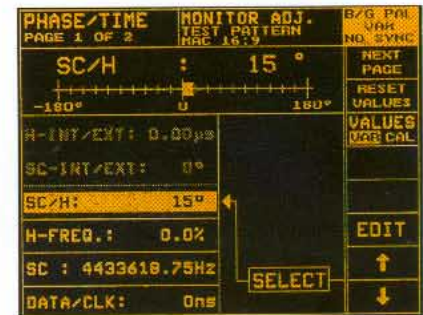 PHASE/TIME
PAGE 1 OF 2
MONITOR ADJ.
TEST PATTERN
MAC 16:9
B/G PAL
VAR
NO SYNC
SC/H : 15 °
-180° 0 180°
NEXT
PAGE
RESET
VALUES
VALUES
VAR CAL
H-INT/EXT: 0.00µs
SC-INT/EXT: 0°
SC/H: 15°
H-FREQ.: 0.0%
SC : 4433618.75Hz
DATA/CLK: 0ns
SELECT
EDIT
↑
↓